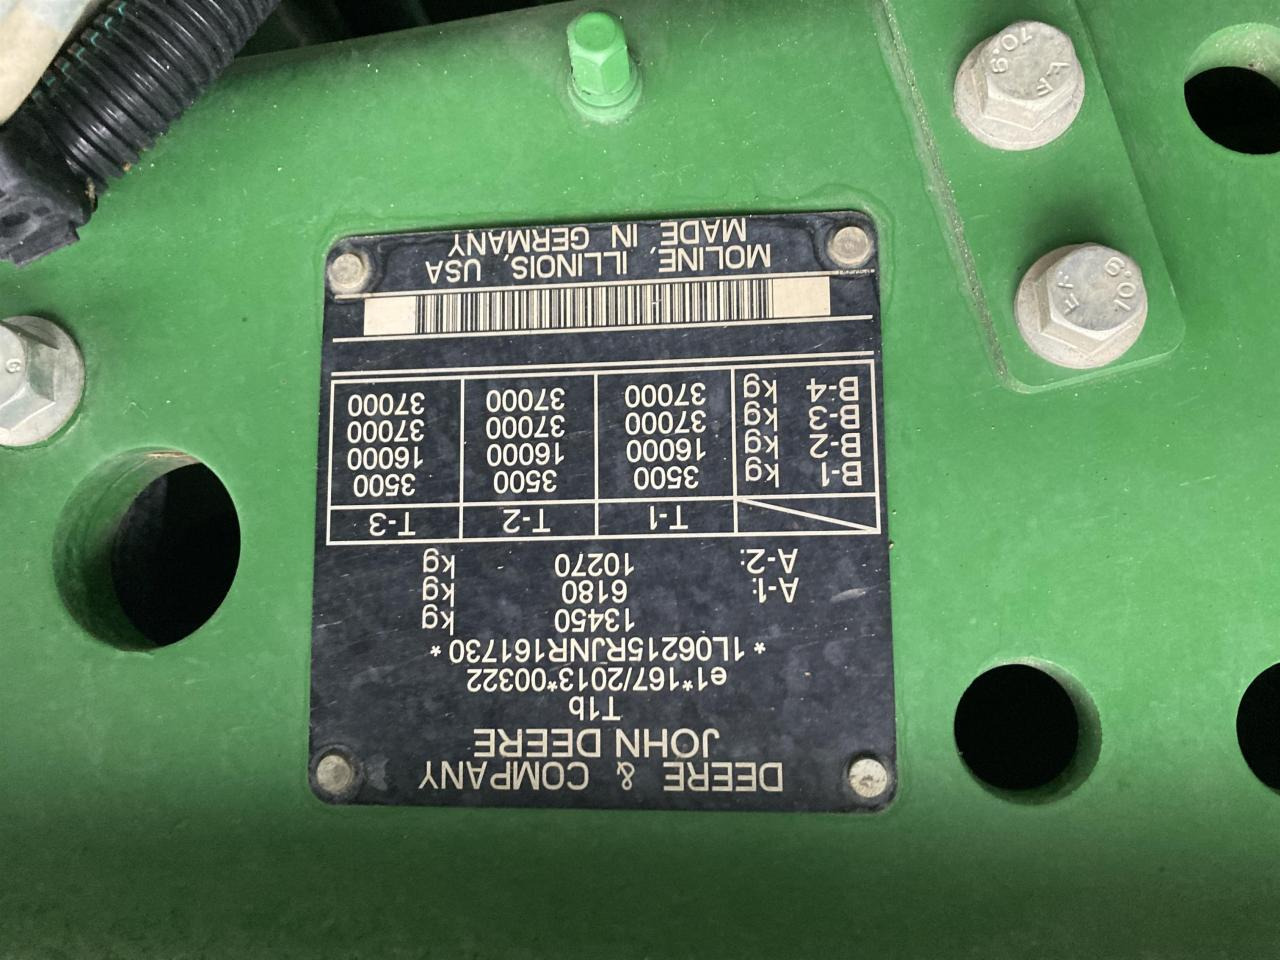 DEERE & COMPANY
JOHN DEERE
T1b
e1*167/2013*00322
* 1L06215RJNR161730 *
13450 kg
A-1: 6180 kg
A-2: 10270 kg
T-1 T-2 T-3
B-1 kg 3500 3500 3500
B-2 kg 16000 16000 16000
B-3 kg 37000 37000 37000
B-4 kg 37000 37000 37000
MOLINE, ILLINOIS, USA
MADE IN GERMANY
10.9
10.9